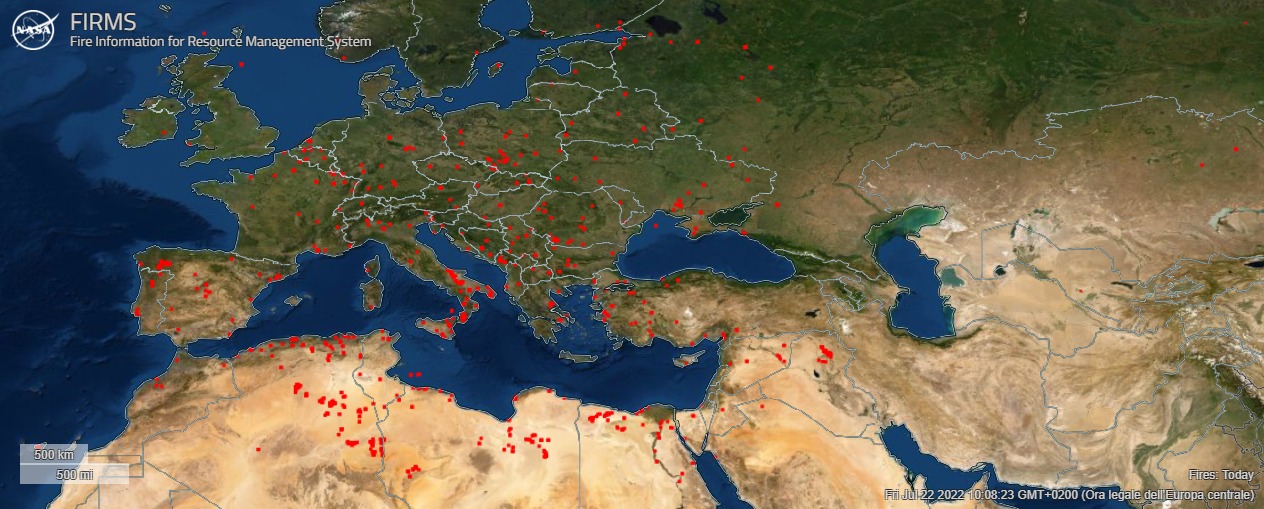 NASA
FIRMS
Fire Information for Resource Management System
500 km
500 mi
Fires: Today
Fri Jul 22 2022 10:08:23 GMT+0200 (Ora legale dell'Europa centrale)